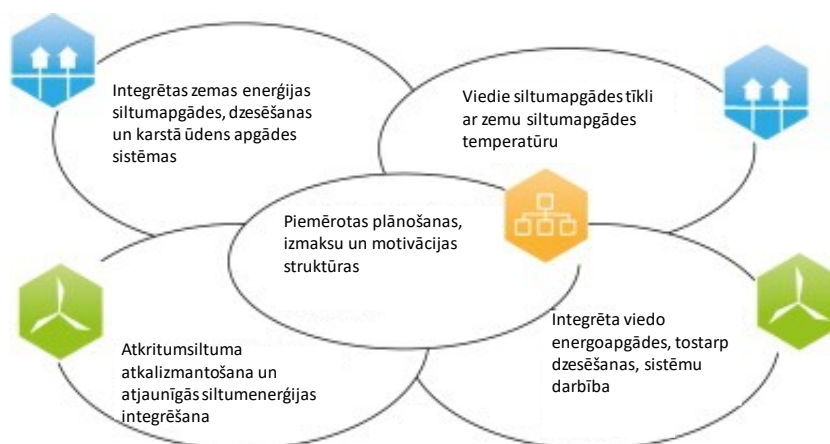 Integrētas zemas enerģijas
siltumapgādes, dzesēšanas
un karstā ūdens apgādes
sistēmas
Viedie siltumapgādes tīkli
ar zemu siltumapgādes
temperatūru
Piemērotas plānošanas,
izmaksu un motivācijas
struktūras
Atkritumsiltuma
atkalizmantošana un
atjaunīgās siltumenerģijas
integrēšana
Integrēta viedo
energoapgādes, tostarp
dzesēšanas, sistēmu
darbība